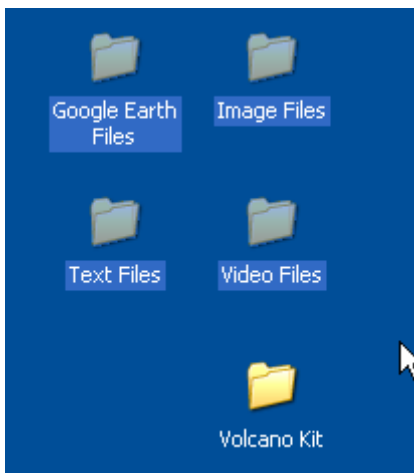 Google Earth
Files
Image Files
Text Files
Video Files
Volcano Kit